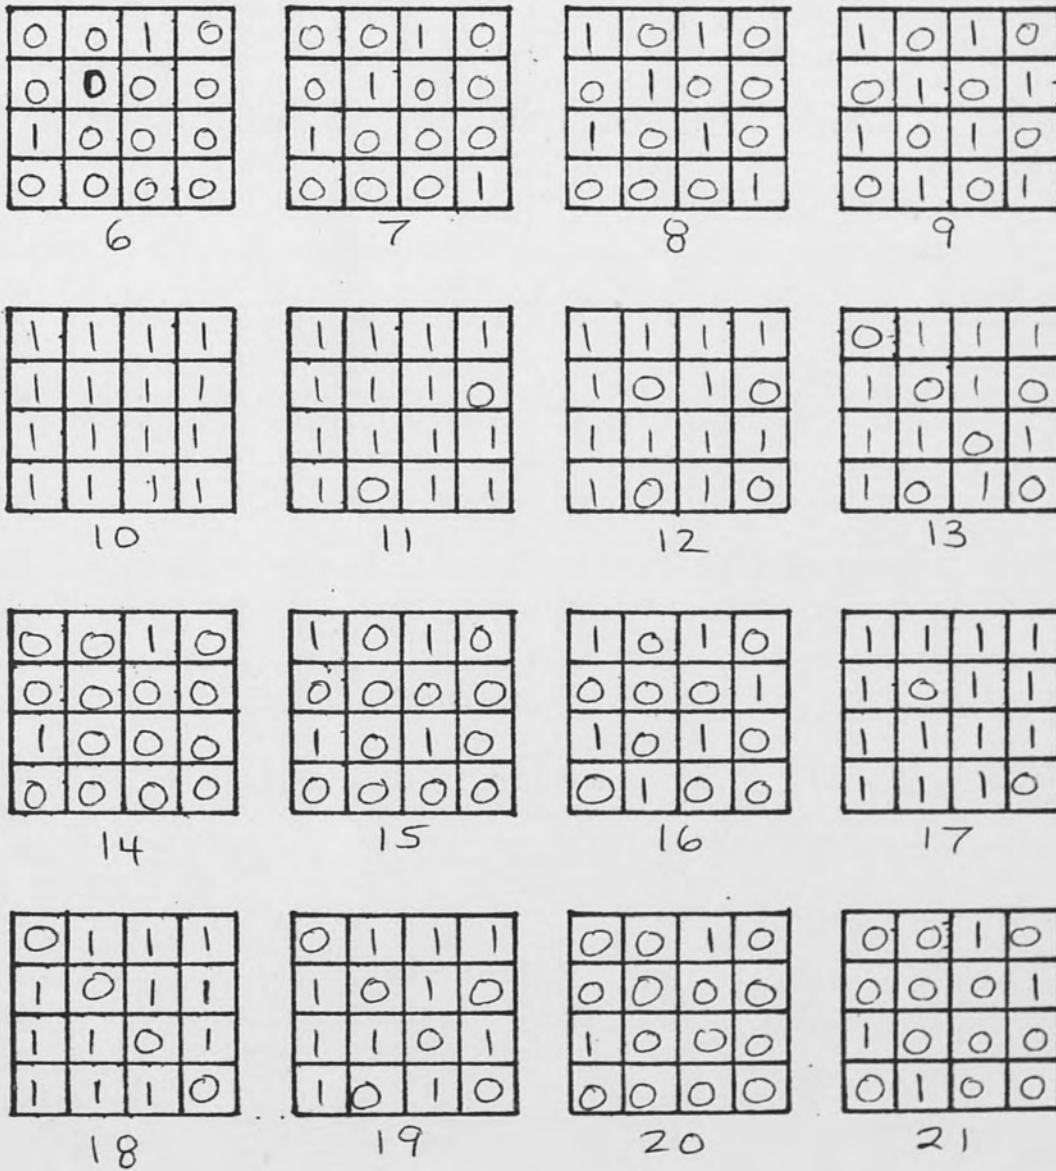 0 0 1 0 0 0 1 0 1 0 1 0 1 0 1 0
0 0 0 0 0 1 0 0 0 1 0 0 0 1 0 1
1 0 0 0 1 0 0 0 1 0 1 0 1 0 1 0
0 0 0 0 0 0 0 1 0 0 0 1 0 1 0 1
6 7 8 9
1 1 1 1 1 1 1 1 1 1 1 1 0 1 1 1
1 1 1 1 1 1 1 0 1 0 1 0 1 0 1 0
1 1 1 1 1 1 1 1 1 1 1 1 1 1 0 1
1 1 1 1 1 0 1 1 1 0 1 0 1 0 1 0
10 11 12 13
0 0 1 0 1 0 1 0 1 0 1 0 1 1 1 1
0 0 0 0 0 0 0 0 0 0 0 1 1 0 1 1
1 0 0 0 1 0 1 0 1 0 1 0 1 1 1 1
0 0 0 0 0 0 0 0 0 1 0 0 1 1 1 0
14 15 16 17
0 1 1 1 0 1 1 1 0 0 1 0 0 0 1 0
1 0 1 1 1 0 1 0 0 0 0 0 0 0 0 1
1 1 0 1 1 1 0 1 1 0 0 0 1 0 0 0
1 1 1 0 1 0 1 0 0 0 0 0 0 1 0 0
18 19 20 21